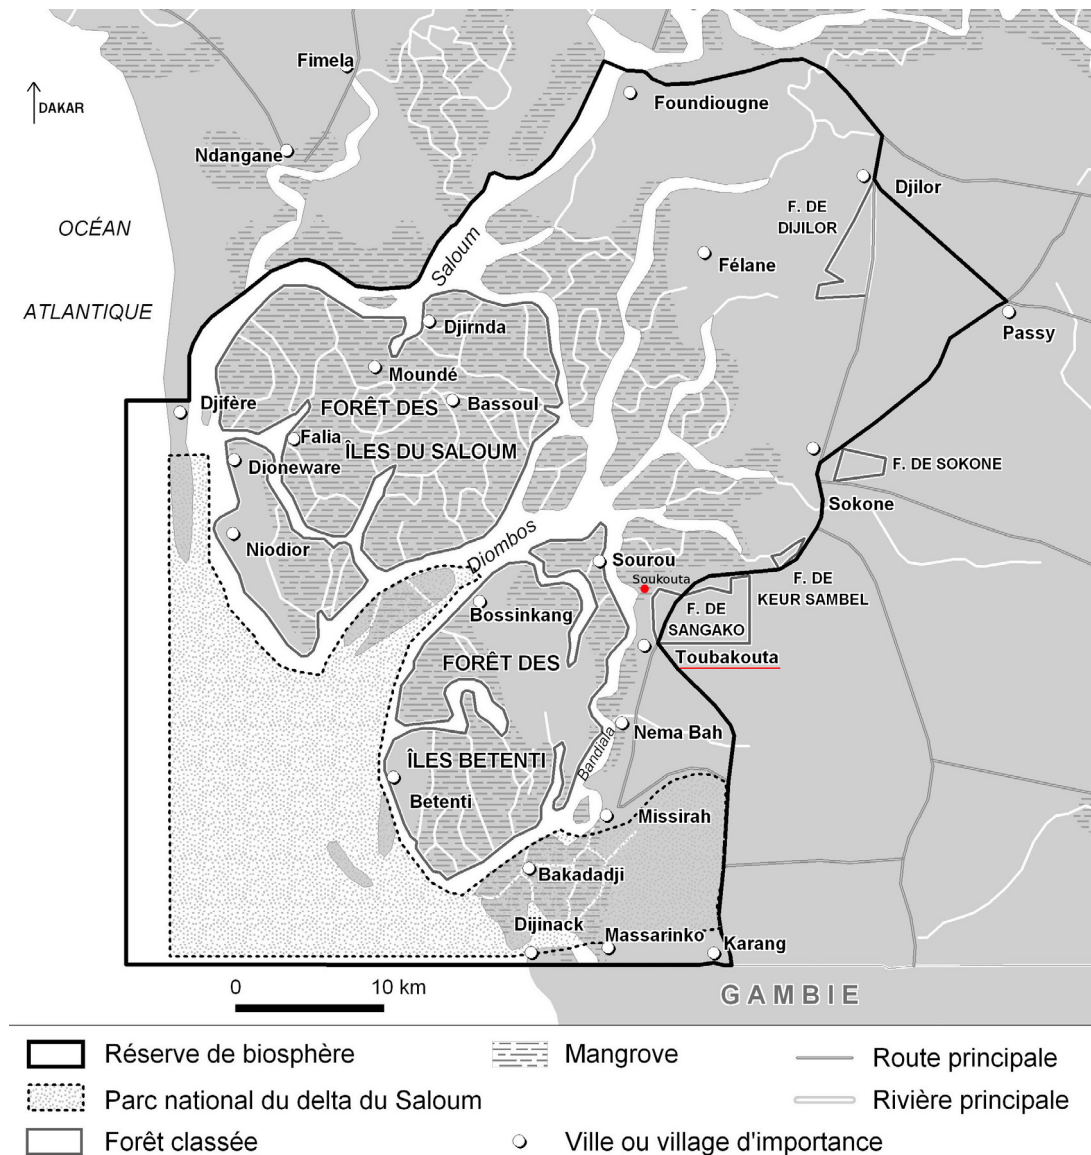 Fimela
DAKAR
Foundiougne
Ndangane
Djilor
F. DE
DIJILOR
OCÉAN
Saloum
Félane
ATLANTIQUE
Djirnda
Passy
Moundé
Djifère
FORÊT DES
Bassoul
Falia
ÎLES DU SALOUM
Dioneware
F. DE SOKONE
Sokone
Niodior
Diombos
Sourou
Soukouta
F. DE
KEUR SAMBEL
Bossinkang
F. DE
SANGAKO
FORÊT DES
Toubakouta
Nema Bah
Bandiala
ÎLES BETENTI
Betenti
Missirah
Bakadadji
Dijinack
Massarinko
Karang
0 10 km
GAMBIE
Réserve de biosphère
Mangrove
Route principale
Parc national du delta du Saloum
Rivière principale
Forêt classée
Ville ou village d'importance